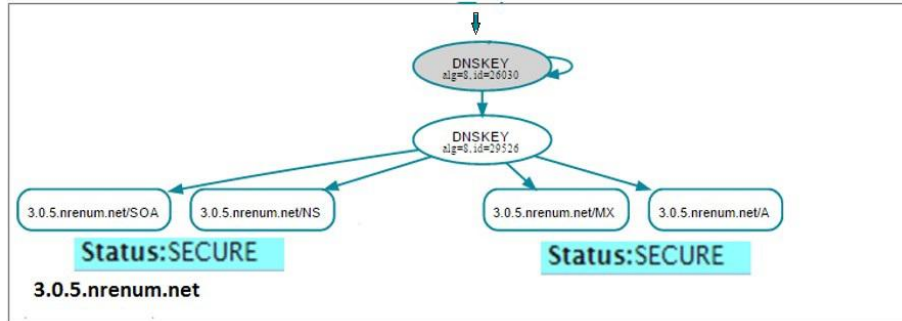 DNSKEY
alg=8, id=26030
DNSKEY
alg=8, id=29526
3.0.5.nrenum.net/SOA
3.0.5.nrenum.net/NS
3.0.5.nrenum.net/MX
3.0.5.nrenum.net/A
Status:SECURE
Status:SECURE
3.0.5.nrenum.net